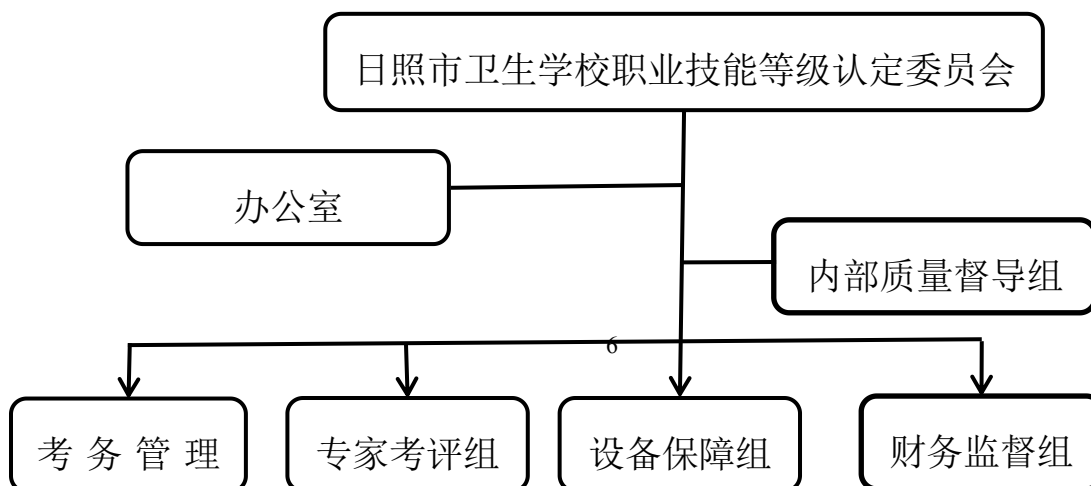 日照市卫生学校职业技能等级认定委员会
办公室
内部质量督导组
6
考 务 管 理
专家考评组
设备保障组
财务监督组